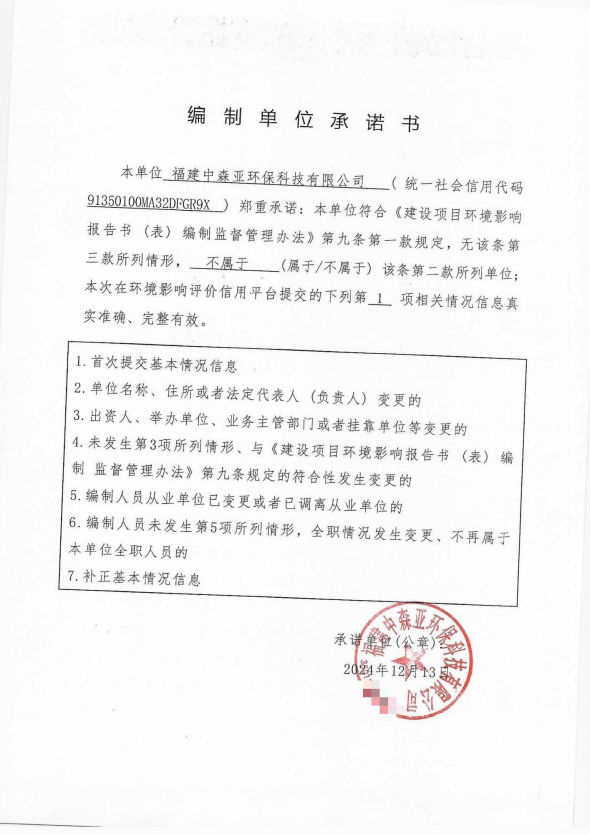 编制单位承诺书
本单位 福建中森亚环保科技有限公司 (统一社会信用代码
91350100MA32DFGR9X) 郑重承诺：本单位符合《建设项目环境影响
报告书(表)编制监督管理办法》第九条第一款规定，无该条第
三款所列情形， 不属于 (属于/不属于)该条第二款所列单位；
本次在环境影响评价信用平台提交的下列第 1 项相关情况信息真
实准确、完整有效。
1.首次提交基本情况信息
2.单位名称、住所或者法定代表人(负责人)变更的
3.出资人、举办单位、业务主管部门或者挂靠单位等变更的
4.未发生第3项所列情形、与《建设项目环境影响报告书(表)编
制 监督管理办法》第九条规定的符合性发生变更的
5.编制人员从业单位已变更或者已调离从业单位的
6.编制人员未发生第5项所列情形，全职情况发生变更、不再属于
本单位全职人员的
7.补正基本情况信息
承诺单位(公章):
2024年12月13日
福建中森亚环保科技有限公司